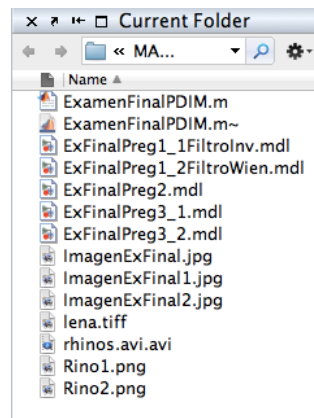 Current Folder
« MA...
Name
ExamenFinalPDIM.m
ExamenFinalPDIM.m~
ExFinalPreg1_1FiltroInv.mdl
ExFinalPreg1_2FiltroWien.mdl
ExFinalPreg2.mdl
ExFinalPreg3_1.mdl
ExFinalPreg3_2.mdl
ImagenExFinal.jpg
ImagenExFinal1.jpg
ImagenExFinal2.jpg
lena.tiff
rhinos.avi.avi
Rino1.png
Rino2.png